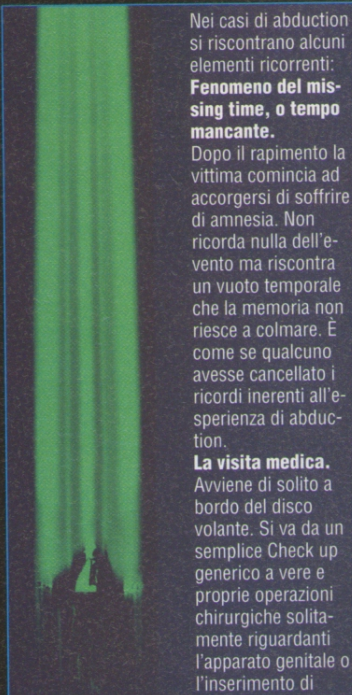 Nei casi di abduction
si riscontrano alcuni
elementi ricorrenti:
Fenomeno del mis-
sing time, o tempo
mancante.
Dopo il rapimento la
vittima comincia ad
accorgersi di soffrire
di amnesia. Non
ricorda nulla dell'e-
vento ma riscontra
un vuoto temporale
che la memoria non
riesce a colmare. È
come se qualcuno
avesse cancellato i
ricordi inerenti all'e-
sperienza di abduc-
tion.
La visita medica.
Avviene di solito a
bordo del disco
volante. Si va da un
semplice Check up
generico a vere e
proprie operazioni
chirurgiche solita-
mente riguardanti
l'apparato genitale o
l'inserimento di